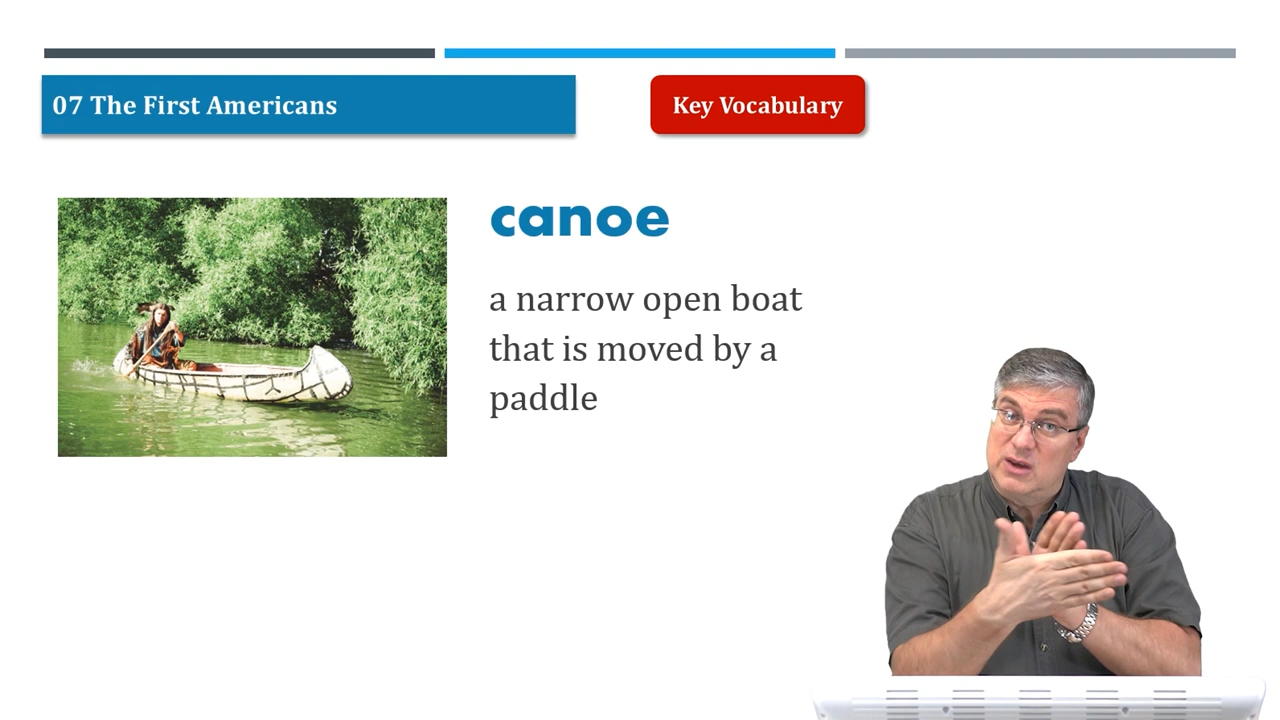 07 The First Americans
Key Vocabulary
canoe
a narrow open boat
that is moved by a
paddle